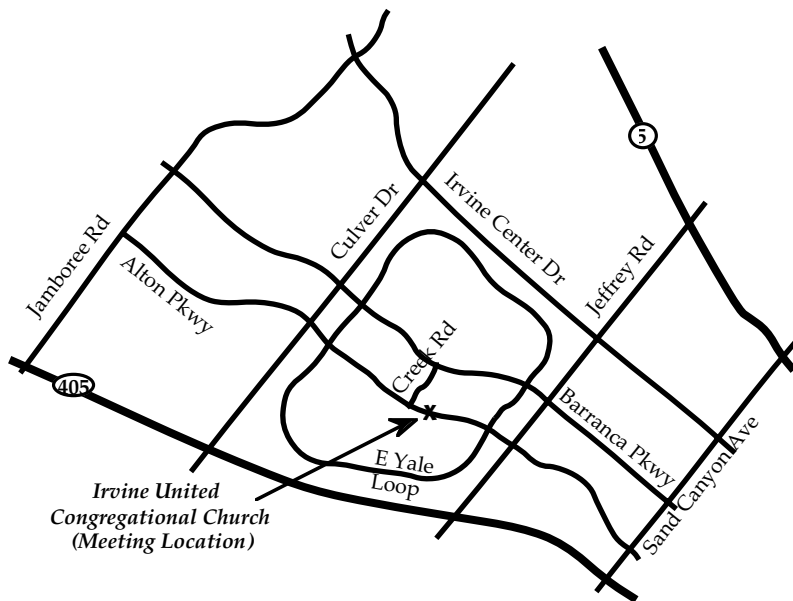 5
Irvine Center Dr
Culver Dr
Jeffrey Rd
Jamboree Rd
Alton Pkwy
Creek Rd
405
x
Barranca Pkwy
Sand Canyon Ave
E Yale
Loop
Irvine United
Congregational Church
(Meeting Location)